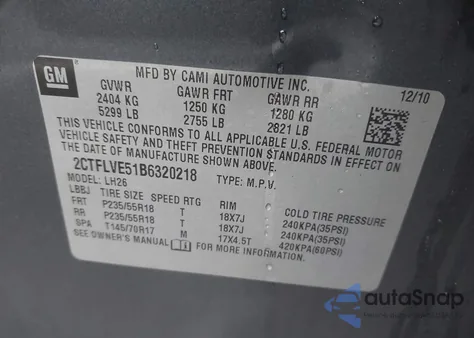 GM
MFD BY CAMI AUTOMOTIVE INC.
GVWR GAWR FRT GAWR RR 12/10
2404 KG 1250 KG 1280 KG
5299 LB 2755 LB 2821 LB
THIS VEHICLE CONFORMS TO ALL APPLICABLE U.S. FEDERAL MOTOR
VEHICLE SAFETY AND THEFT PREVENTION STANDARDS IN EFFECT ON
THE DATE OF MANUFACTURE SHOWN ABOVE.
2CTFLVE51B6320218 TYPE: M.P.V.
MODEL: LH26
LBBJ TIRE SIZE SPEED RTG RIM COLD TIRE PRESSURE
FRT P235/55R18 T 18X7J 240KPA(35PSI)
RR P235/55R18 T 18X7J 240KPA(35PSI)
SPA T145/70R17 M 17X4.5T 420KPA(60PSI)
SEE OWNER'S MANUAL
autoSnap